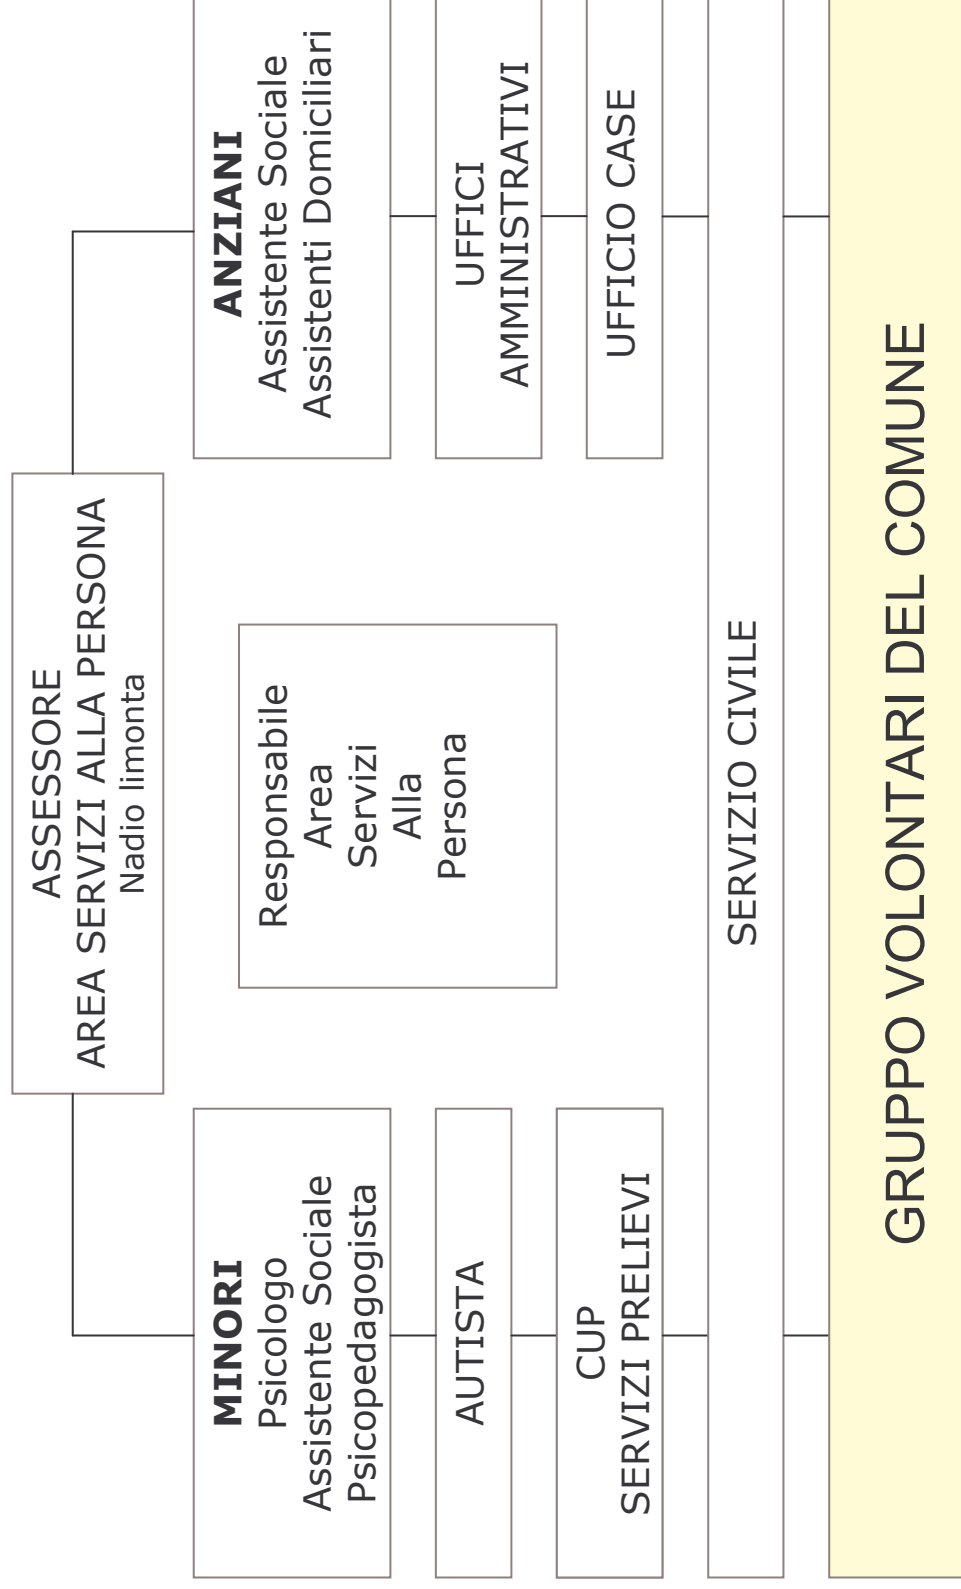 ASSESSORE
AREA SERVIZI ALLA PERSONA
Nadio limonta
MINORI
Psicologo
Assistente Sociale
Psicopedagogista
Responsabile
Area
Servizi
Alla
Persona
ANZIANI
Assistente Sociale
Assistenti Domiciliari
AUTISTA
UFFICI
AMMINISTRATIVI
CUP
SERVIZI PRELIEVI
UFFICIO CASE
SERVIZIO CIVILE
GRUPPO VOLONTARI DEL COMUNE